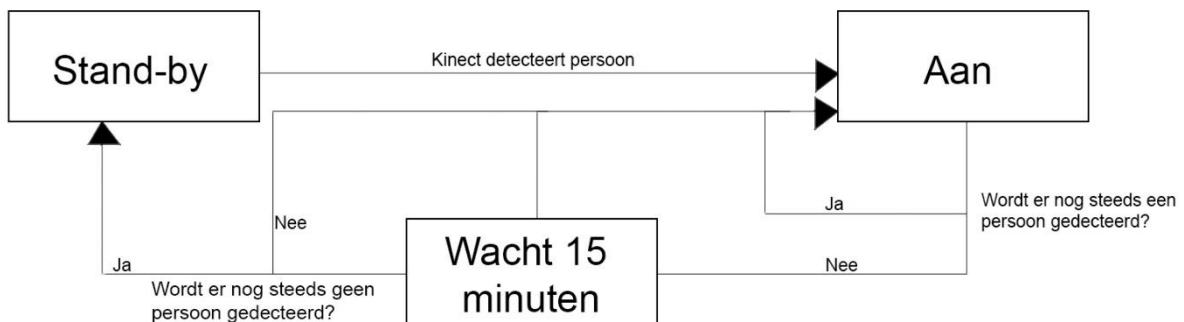 Stand-by
Kinect detecteert persoon
Aan
Ja
Wordt er nog steeds een
persoon gedecteerd?
Nee
Wacht 15
minuten
Nee
Ja
Wordt er nog steeds geen
persoon gedecteerd?